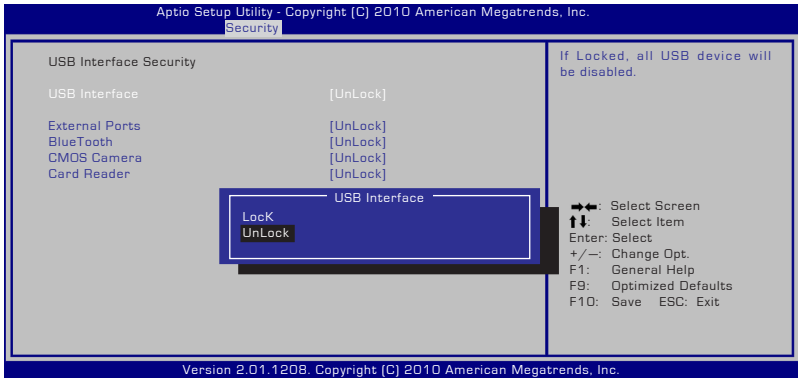 Aptio Setup Utility - Copyright (C) 2010 American Megatrends, Inc.
Security
USB Interface Security
USB Interface [UnLock]
External Ports [UnLock]
BlueTooth [UnLock]
CMOS Camera [UnLock]
Card Reader [UnLock]
USB Interface
LocK
UnLock
If Locked, all USB device will
be disabled.
→←: Select Screen
↑↓: Select Item
Enter: Select
+/—: Change Opt.
F1: General Help
F9: Optimized Defaults
F10: Save ESC: Exit
Version 2.01.1208. Copyright (C) 2010 American Megatrends, Inc.